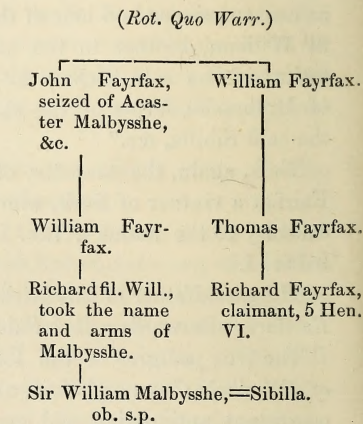 (Rot. Quo Warr.)
John Fayrfax,
seized of Acas-
ter Malbysshe,
&c.
William Fayrfax.
William Fayr-
fax.
Thomas Fayrfax.
Richard fil. Will.,
took the name
and arms of
Malbysshe.
Richard Fayrfax,
claimant, 5 Hen.
VI.
Sir William Malbysshe,=Sibilla.
ob. s.p.